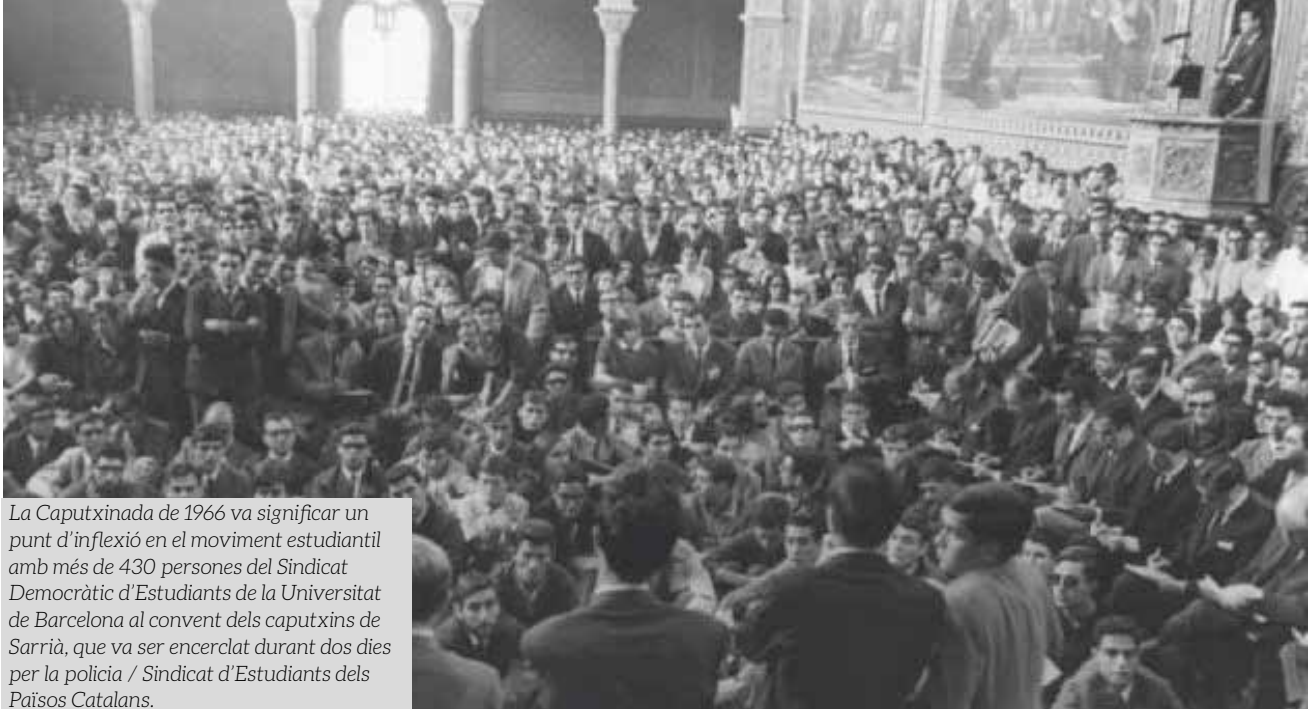 La Caputxinada de 1966 va significar un
punt d’inflexió en el moviment estudiantil
amb més de 430 persones del Sindicat
Democràtic d’Estudiants de la Universitat
de Barcelona al convent dels caputxins de
Sarrià, que va ser encerclat durant dos dies
per la policia / Sindicat d’Estudiants dels
Països Catalans.